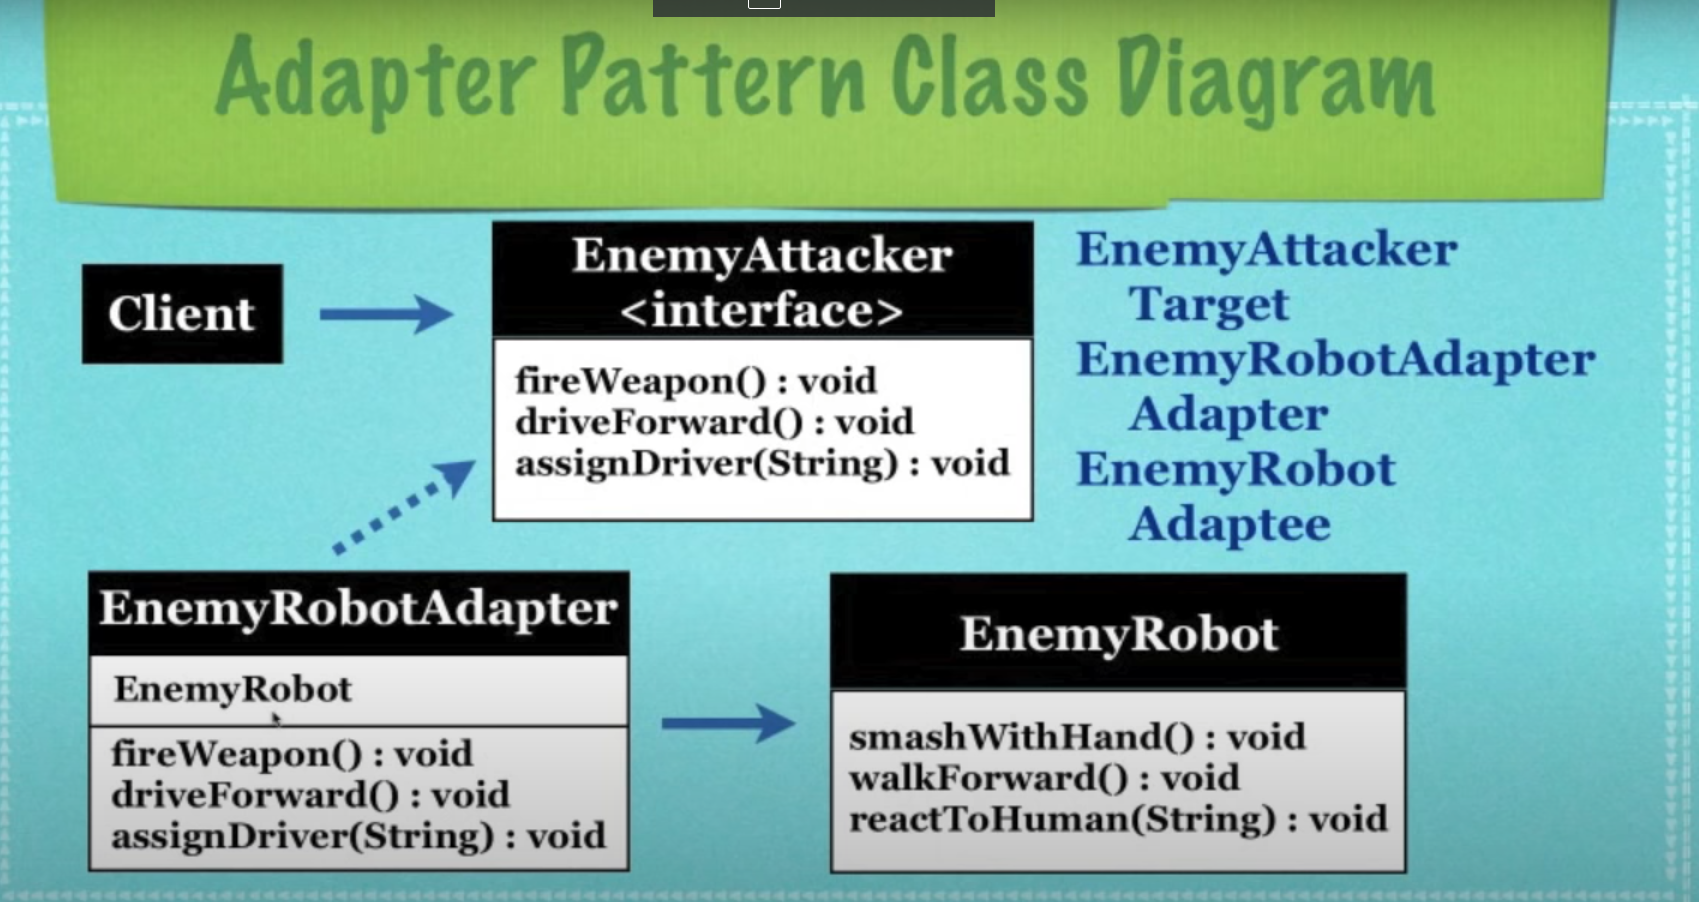 Adapter Pattern Class Diagram
Client
EnemyAttacker
<interface>
fireWeapon() : void
driveForward() : void
assignDriver(String) : void
EnemyAttacker
Target
EnemyRobotAdapter
Adapter
EnemyRobot
Adaptee
EnemyRobotAdapter
EnemyRobot
fireWeapon() : void
driveForward() : void
assignDriver(String) : void
EnemyRobot
smashWithHand() : void
walkForward() : void
reactToHuman(String) : void